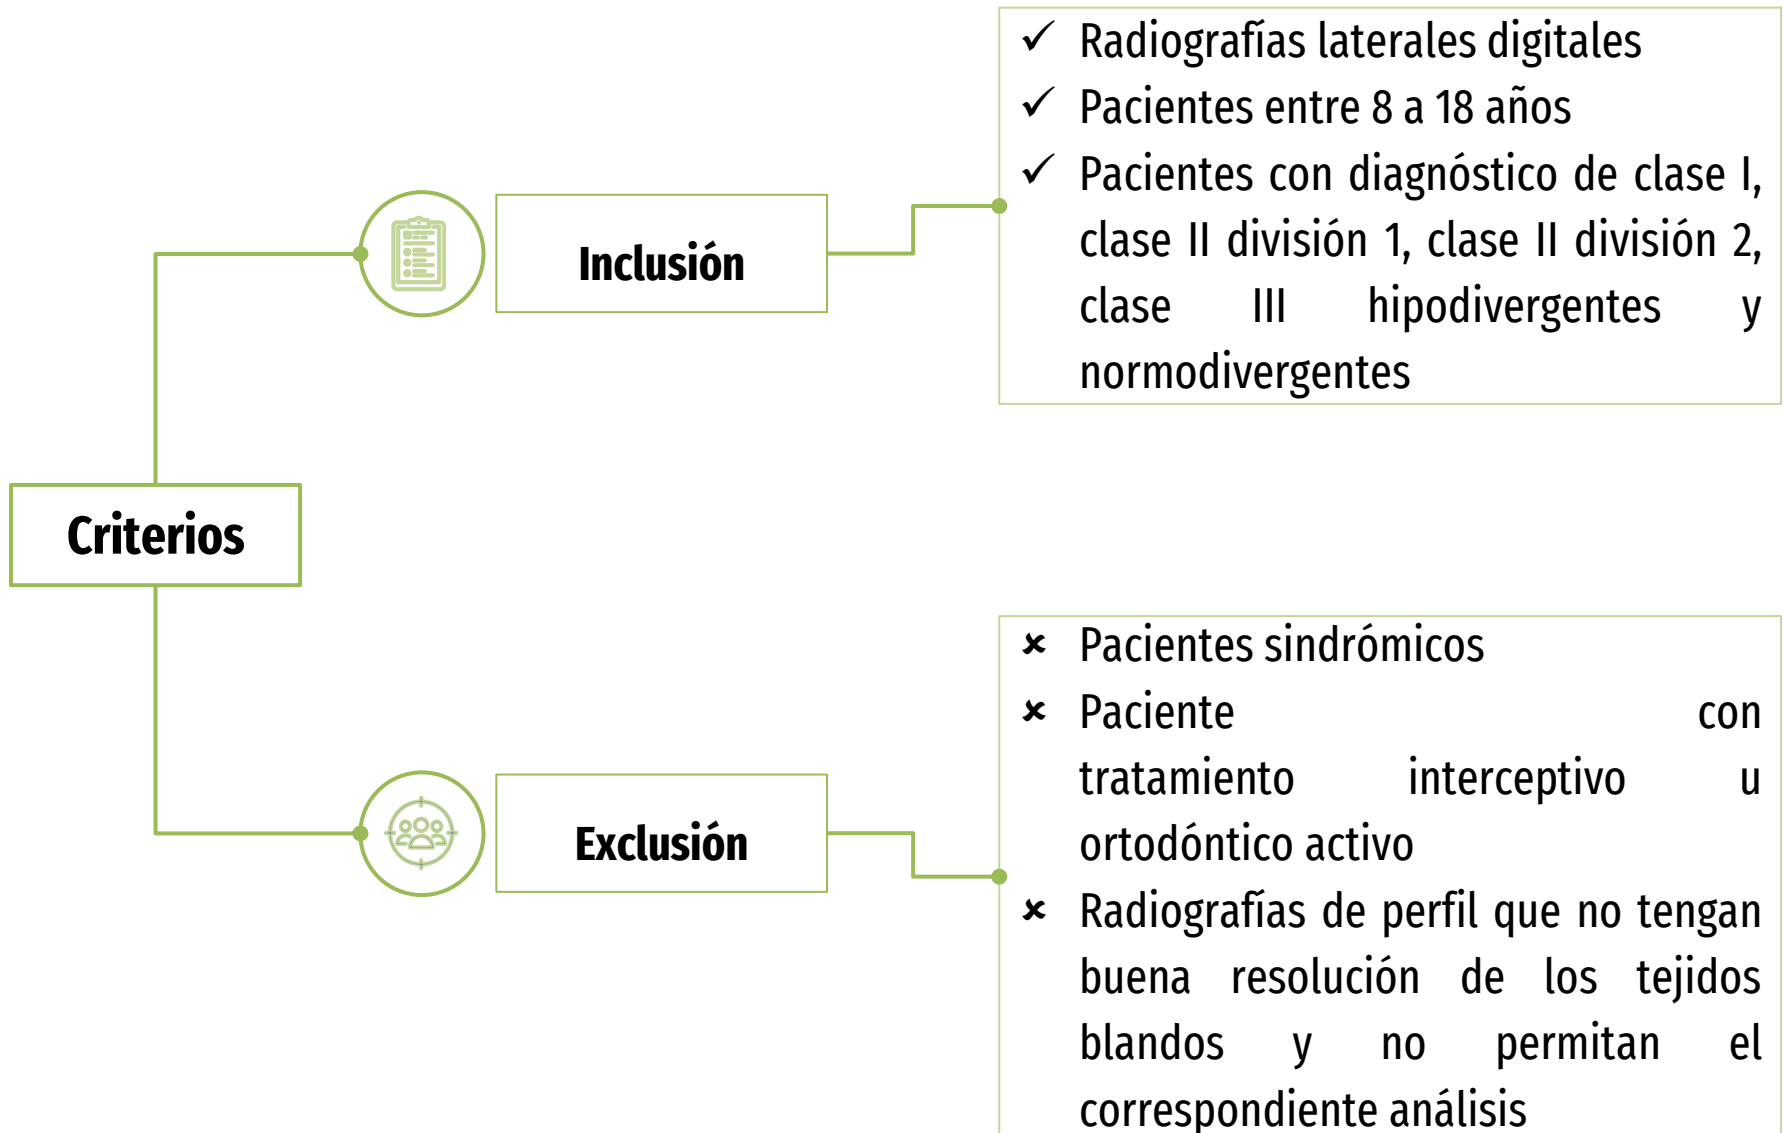 Criterios
Inclusión
✓ Radiografías laterales digitales
✓ Pacientes entre 8 a 18 años
✓ Pacientes con diagnóstico de clase I,
clase II división 1, clase II división 2,
clase III hipodivergentes y
normodivergentes
Exclusión
× Pacientes sindrómicos
× Paciente con
tratamiento interceptivo u
ortodóntico activo
× Radiografías de perfil que no tengan
buena resolución de los tejidos
blandos y no permitan el
correspondiente análisis